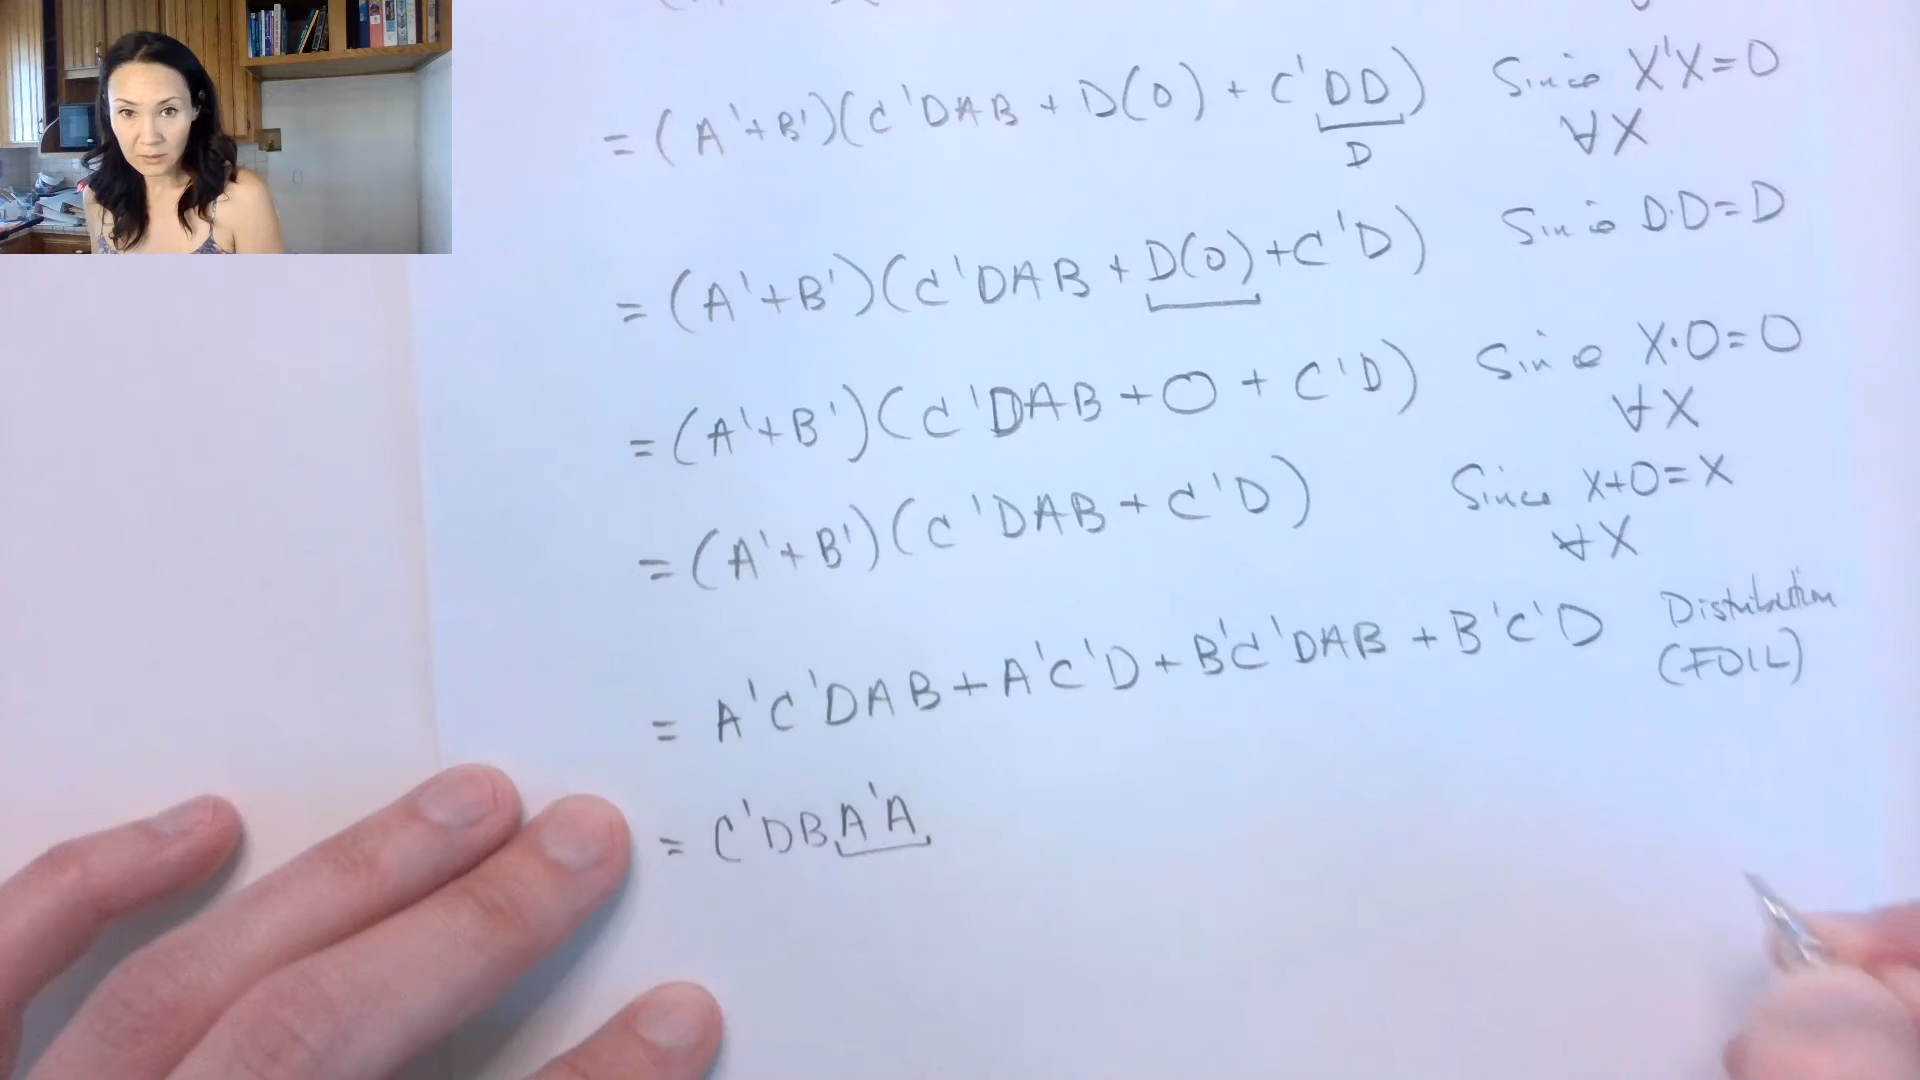 = (A'+B')(C'DAB + D(0) + C'DD) Since X'X=0
D
∀X
= (A'+B')(C'DAB + D(0) + C'D) Since D·D=D
= (A'+B')(C'DAB + 0 + C'D) Since X·0=0
∀X
= (A'+B')(C'DAB + C'D) Since X+0=X
∀X
= A'C'DAB + A'C'D + B'C'DAB + B'C'D Distribution
(FOIL)
= C'DBA'A